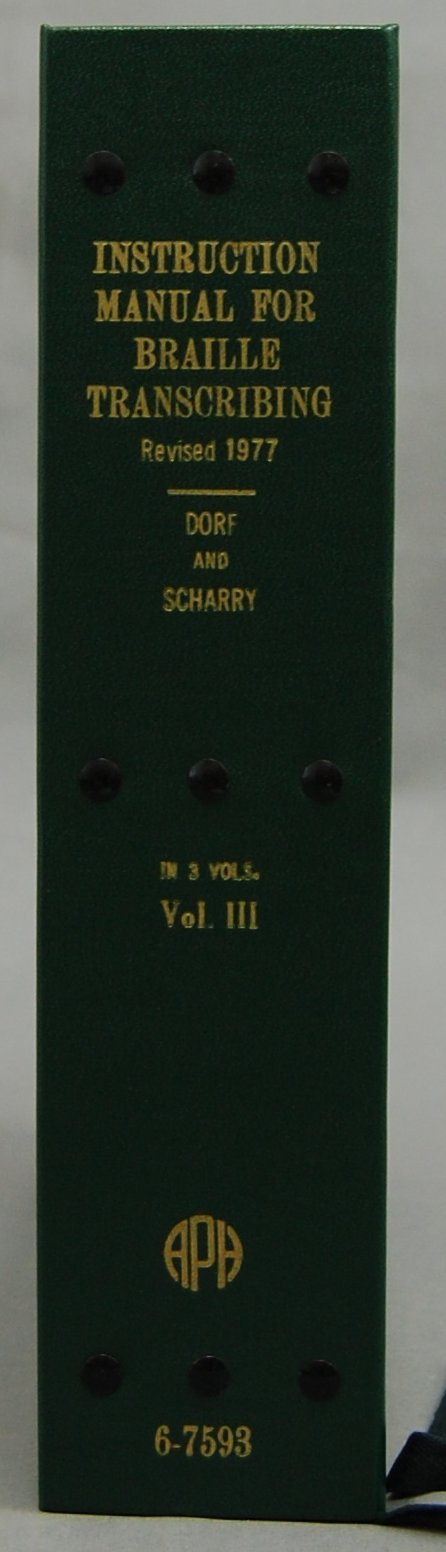 INSTRUCTION
MANUAL FOR
BRAILLE
TRANSCRIBING
Revised 1977
DORF
AND
SCHARRY
IN 3 VOLS.
Vol. III
APH
6-7593